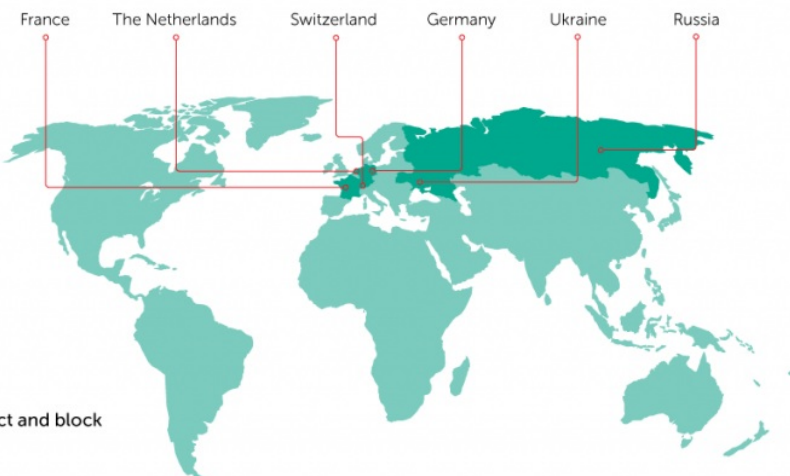 France The Netherlands Switzerland Germany Ukraine Russia
ct and block